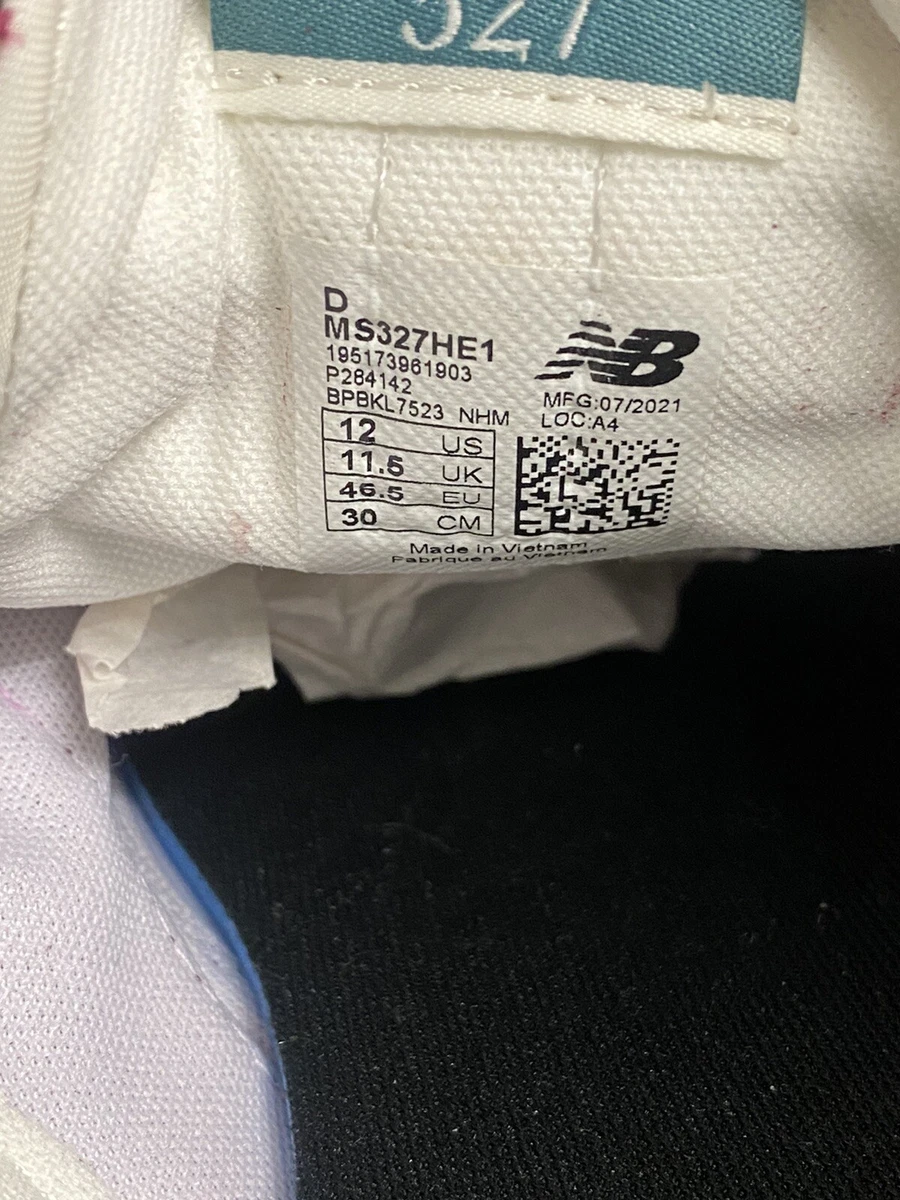 327
D
MS327HE1
195173961903
P284142
BPBKL7523 NHM
12 US
11.5 UK
46.5 EU
30 CM
NB
MFG:07/2021
LOC:A4
Made in Vietnam
Fabriqué au Vietnam